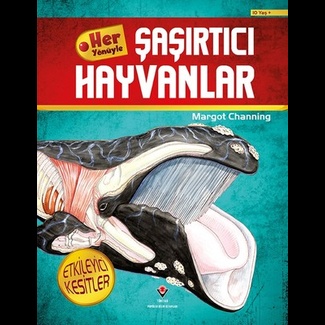 10 Yaş +
Her
Yönüyle
ŞAŞIRTICI
HAYVANLAR
Margot Channing
ETKİLEYİCİ
KESİTLER